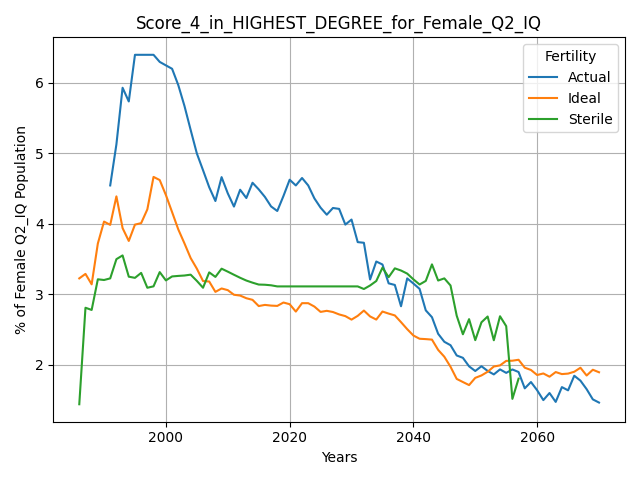 Score_4_in_HIGHEST_DEGREE_for_Female_Q2_IQ
Fertility
Actual
Ideal
Sterile
% of Female Q2_IQ Population
6
5
4
3
2
2000
2020
2040
2060
Years